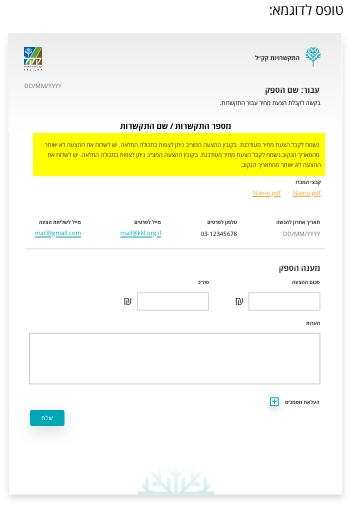 טופס לדוגמא:
התקשרויות קק״ל
DD/MM/YYYY
עבור: שם הספק
בקשה לקבלת הצעת מחיר עבור התקשרות:
מספר התקשרות / שם התקשרות
נשמח לקבל הצעת מחיר מעודכנת. בקובץ ההצעה המצ״ב ניתן לצפות בתכולה המלאה. יש לשלוח את ההצעה לא יאוחר
מהתאריך הנקוב.נשמח לקבל הצעת מחיר מעודכנת. בקובץ ההצעה המצ״ב ניתן לצפות בתכולה המלאה. יש לשלוח את
ההצעה לא יאוחר מהתאריך הנקוב.
קבצי המכרז
Name.pdf Name.pdf
תאריך אחרון להגשה טלפון לפרטים מייל לפרטים מייל לשליחת הצעה
DD/MM/YYYY 03-12345678 mail@kkl.org.il mail@gmail.com
מענה הספק
סכום ההצעה סה״כ
₪ ₪
הערות
העלאת מסמכים
שלח